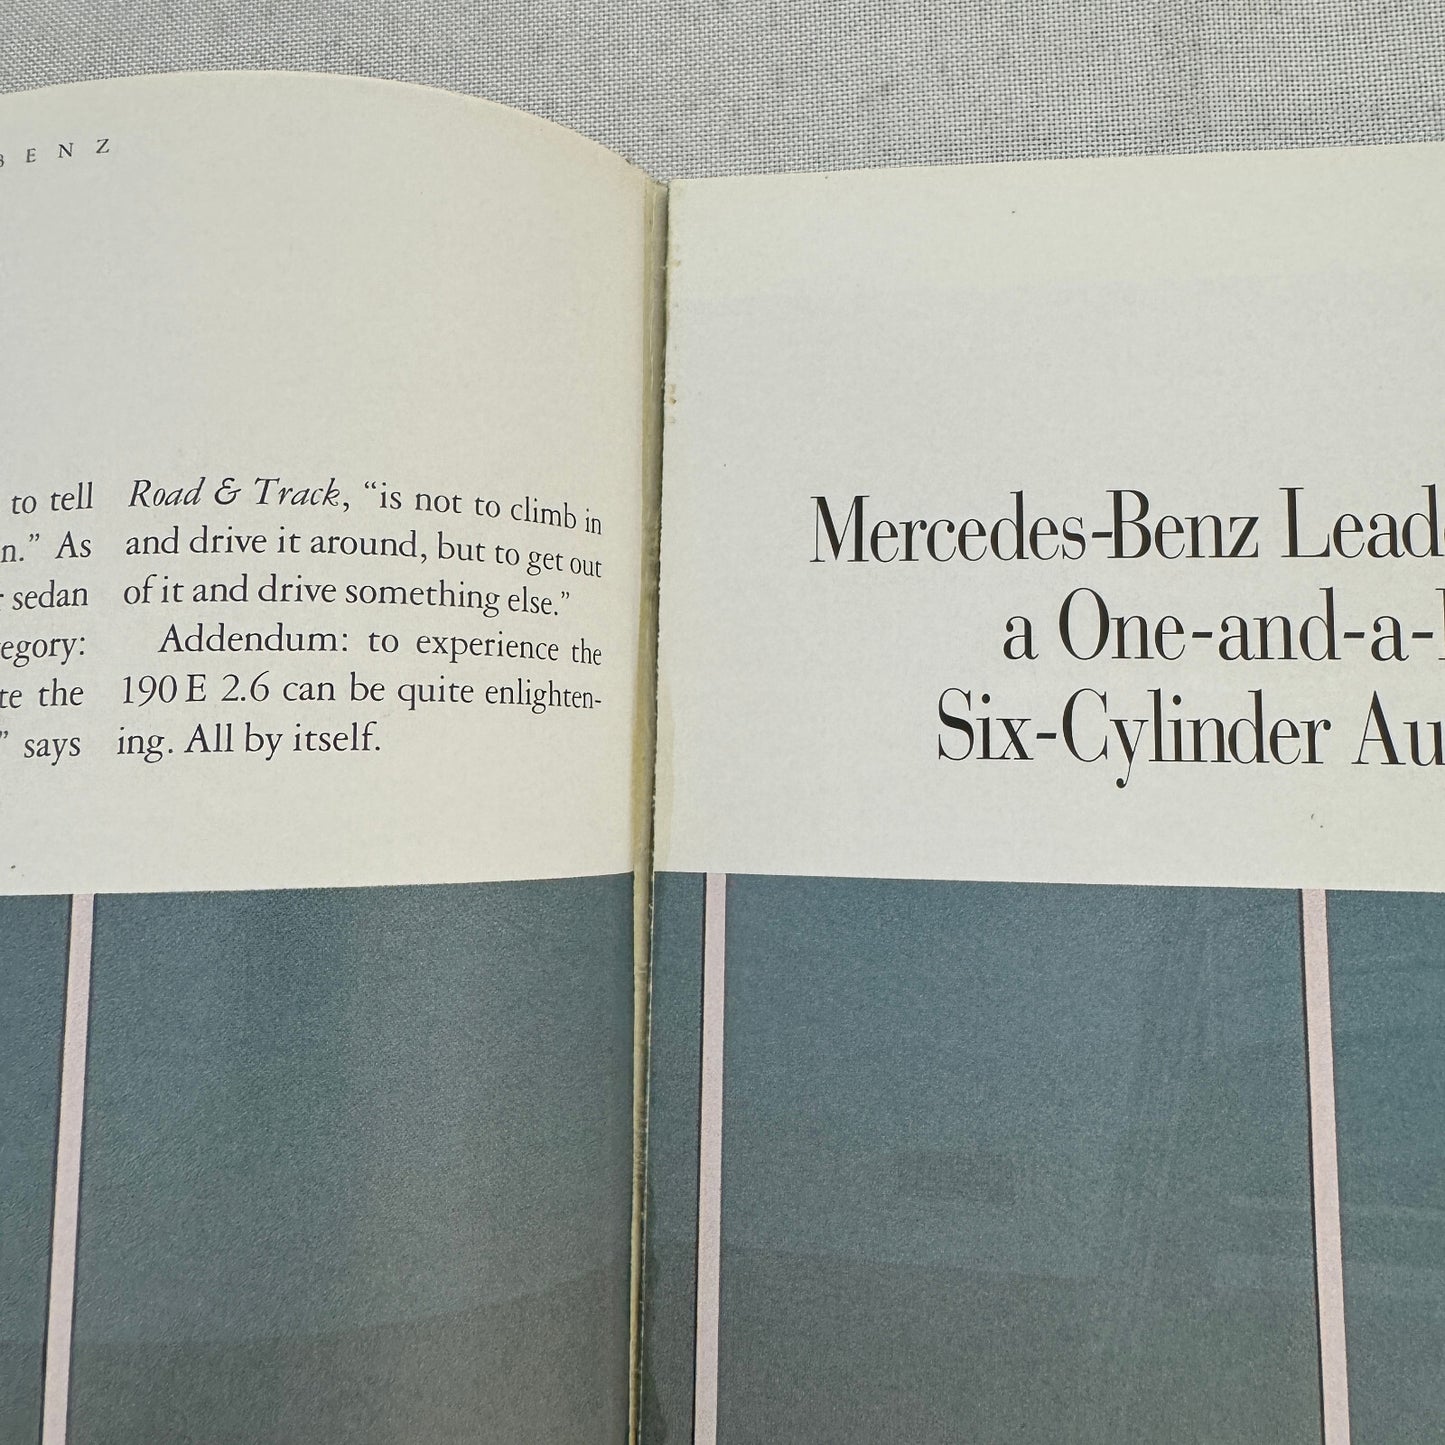 B E N Z
to tell
n.” As
sedan
egory:
te the
” says
Road & Track, “is not to climb in
and drive it around, but to get out
of it and drive something else.”
Addendum: to experience the
190 E 2.6 can be quite enlighten-
ing. All by itself.
Mercedes-Benz Lead
a One-and-a-
Six-Cylinder Au